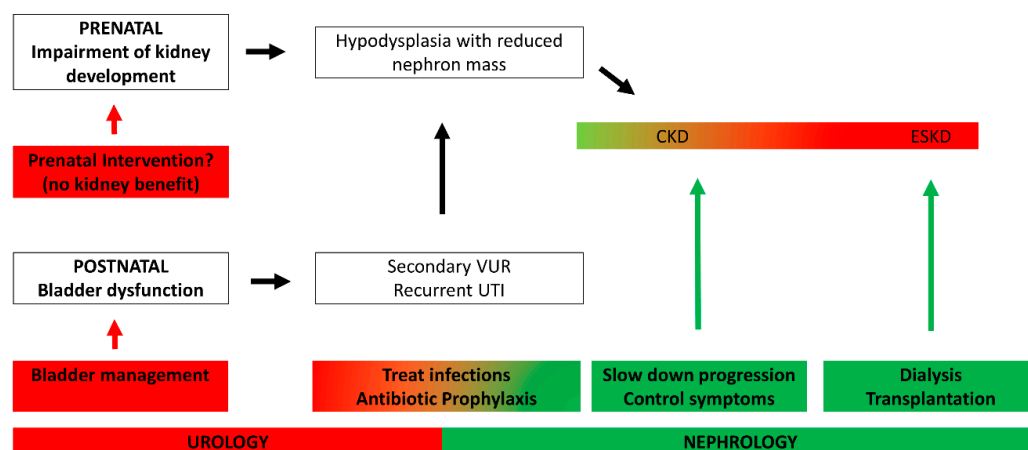 PRENATAL
Impairment of kidney
development
Hypodysplasia with reduced
nephron mass
CKD
ESKD
Prenatal Intervention?
(no kidney benefit)
POSTNATAL
Bladder dysfunction
Secondary VUR
Recurrent UTI
Bladder management
Treat infections
Antibiotic Prophylaxis
Slow down progression
Control symptoms
Dialysis
Transplantation
UROLOGY
NEPHROLOGY